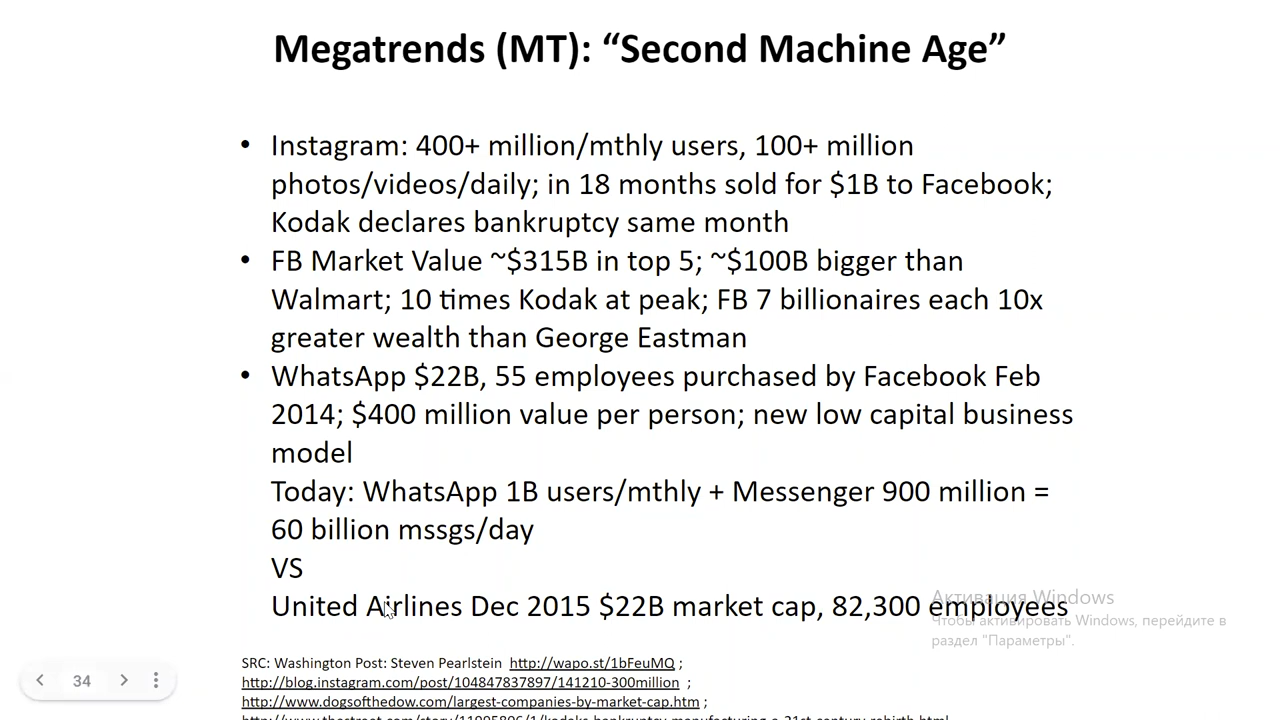 Megatrends (MT): “Second Machine Age”
• Instagram: 400+ million/mthly users, 100+ million
photos/videos/daily; in 18 months sold for $1B to Facebook;
Kodak declares bankruptcy same month
• FB Market Value ~$315B in top 5; ~$100B bigger than
Walmart; 10 times Kodak at peak; FB 7 billionaires each 10x
greater wealth than George Eastman
• WhatsApp $22B, 55 employees purchased by Facebook Feb
2014; $400 million value per person; new low capital business
model
Today: WhatsApp 1B users/mthly + Messenger 900 million =
60 billion mssgs/day
VS
United Airlines Dec 2015 $22B market cap, 82,300 employees
Активация Windows
Чтобы активировать Windows, перейдите в
раздел "Параметры".
SRC: Washington Post: Steven Pearlstein http://wapo.st/1bFeuMQ ;
http://blog.instagram.com/post/104847837897/141210-300million ;
http://www.dogsofthedow.com/largest-companies-by-market-cap.htm ;
34